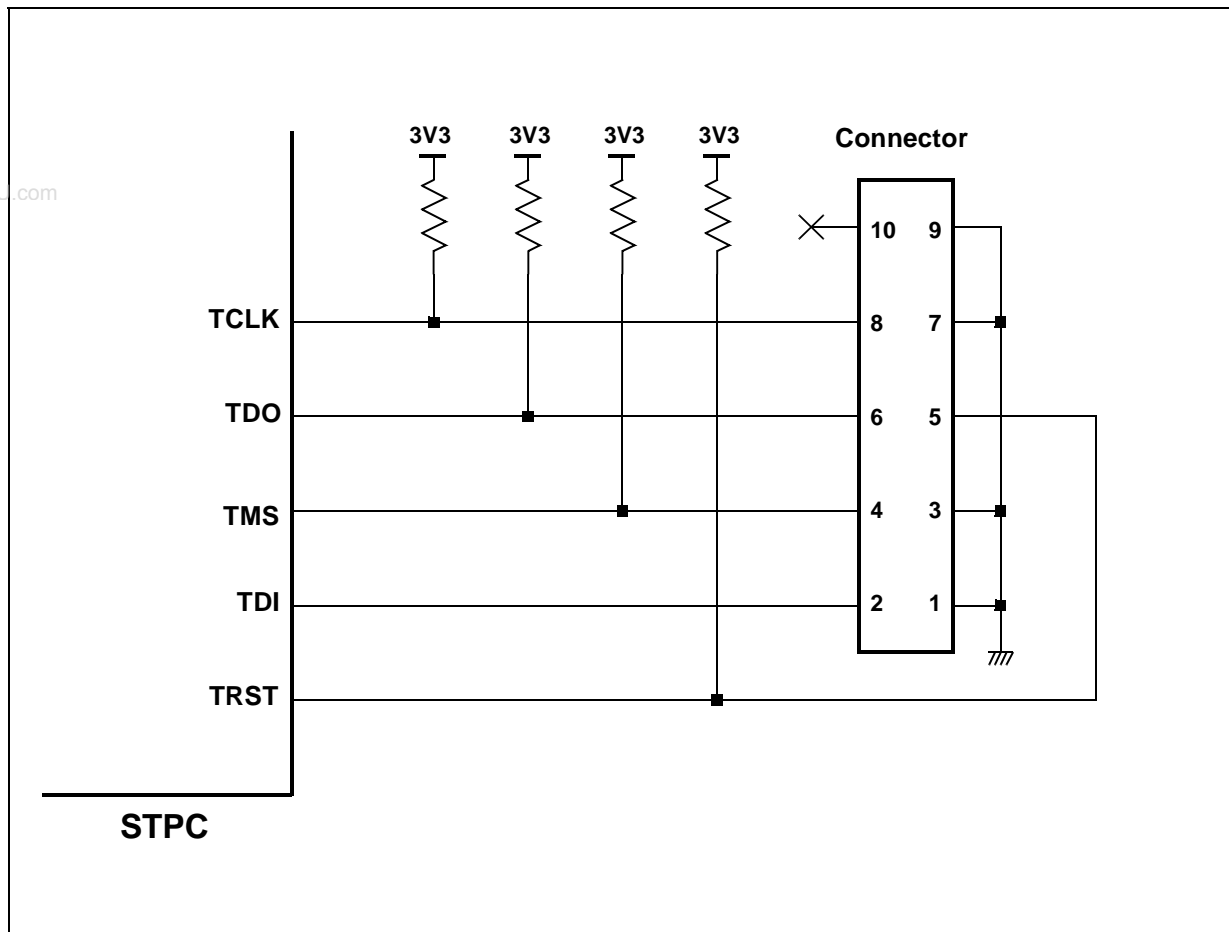 3V3 3V3 3V3 3V3
Connector
J.com
10 9
TCLK 8 7
TDO 6 5
TMS 4 3
TDI 2 1
TRST
STPC